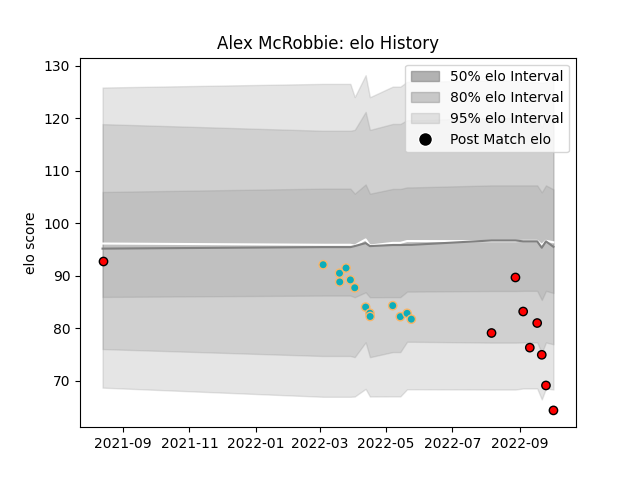 Alex McRobbie: elo History
130
120
110
100
90
80
70
elo score
50% elo Interval
80% elo Interval
95% elo Interval
Post Match elo
2021-09
2021-11
2022-01
2022-03
2022-05
2022-07
2022-09